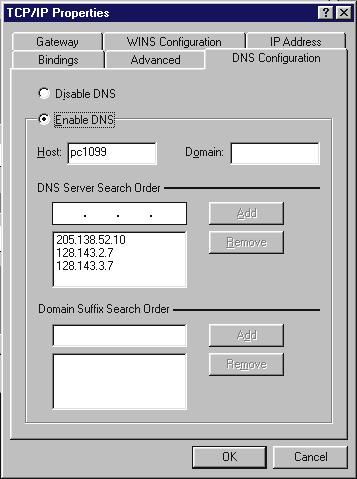 TCP/IP Properties
Gateway WINS Configuration IP Address
Bindings Advanced DNS Configuration
Disable DNS
Enable DNS
Host: pc1099 Domain:
DNS Server Search Order
. . .
Add
205.138.52.10
128.143.2.7
128.143.3.7
Remove
Domain Suffix Search Order
Add
Remove
OK Cancel